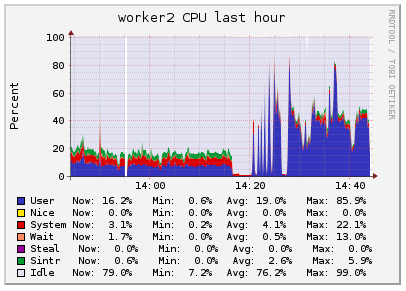 worker2 CPU last hour
RRDTOOL / TOBI OETIKER
Percent
100
80
60
40
20
0
14:00 14:20 14:40
User Now: 16.2% Min: 0.6% Avg: 19.0% Max: 85.9%
Nice Now: 0.0% Min: 0.0% Avg: 0.0% Max: 0.0%
System Now: 3.1% Min: 0.2% Avg: 4.1% Max: 22.1%
Wait Now: 1.7% Min: 0.0% Avg: 0.5% Max: 13.0%
Steal Now: 0.0% Min: 0.0% Avg: 0.0% Max: 0.0%
Sintr Now: 0.6% Min: 0.0% Avg: 2.6% Max: 5.9%
Idle Now: 79.0% Min: 7.2% Avg: 76.2% Max: 99.0%